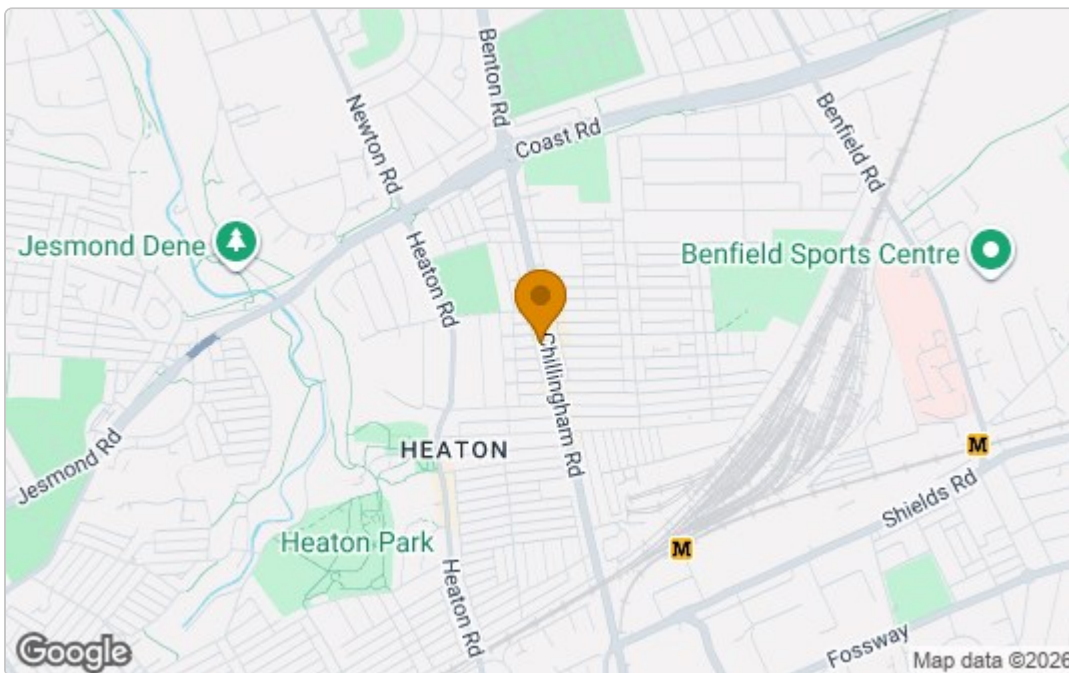 Benton Rd
Newton Rd
Coast Rd
Benfield Rd
Jesmond Dene
Heaton Rd
Benfield Sports Centre
Chillingham Rd
HEATON
Jesmond Rd
M
Shields Rd
Heaton Park
M
Heaton Rd
Fossway
Google
Map data ©2026